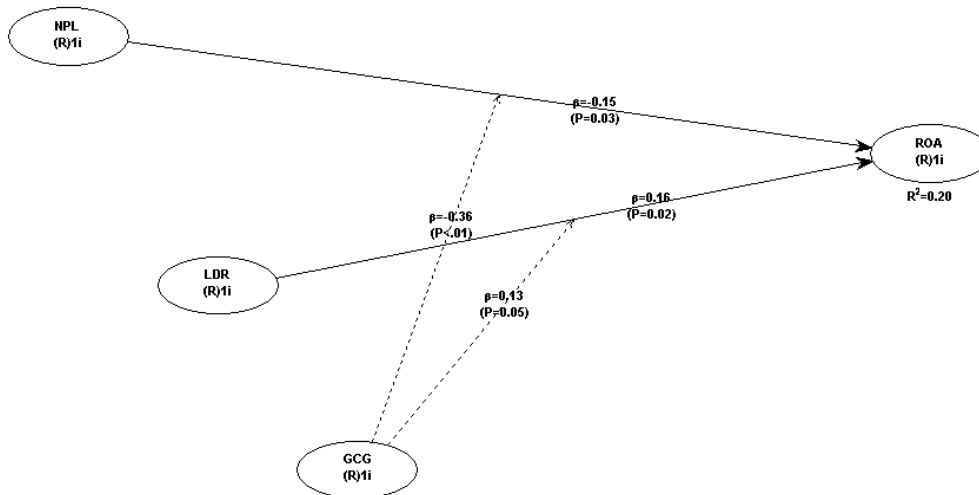 NPL
(R)1i
β=-0.15
(P=0.03)
ROA
(R)1i
R²=0.20
β=0.16
(P=0.02)
β=-0.36
(P<.01)
LDR
(R)1i
β=0.13
(P=0.05)
GCG
(R)1i